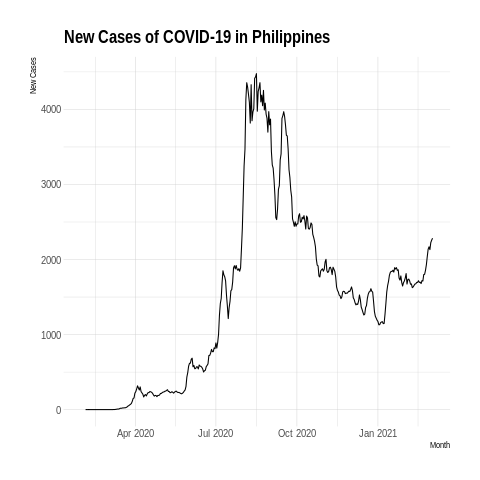 New Cases of COVID-19 in Philippines
New Cases
4000
3000
2000
1000
0
Apr 2020 Jul 2020 Oct 2020 Jan 2021
Month